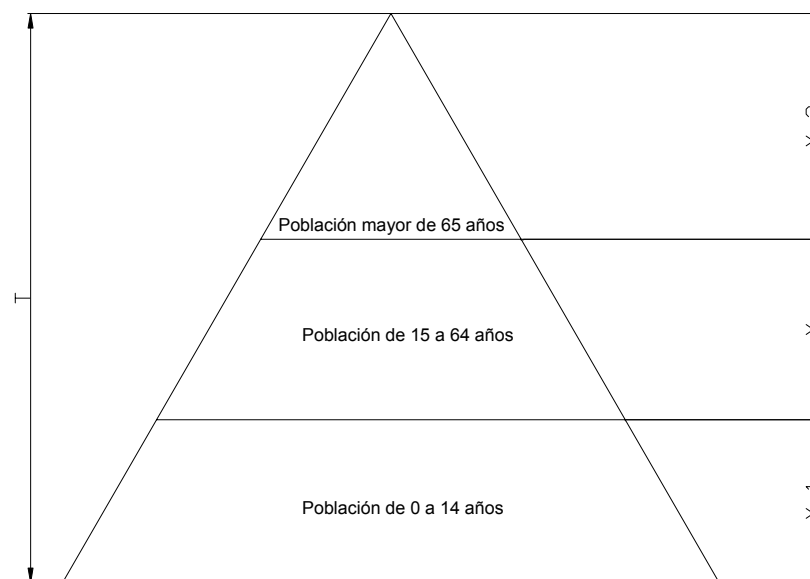 Población mayor de 65 años
T
Población de 15 a 64 años
Población de 0 a 14 años